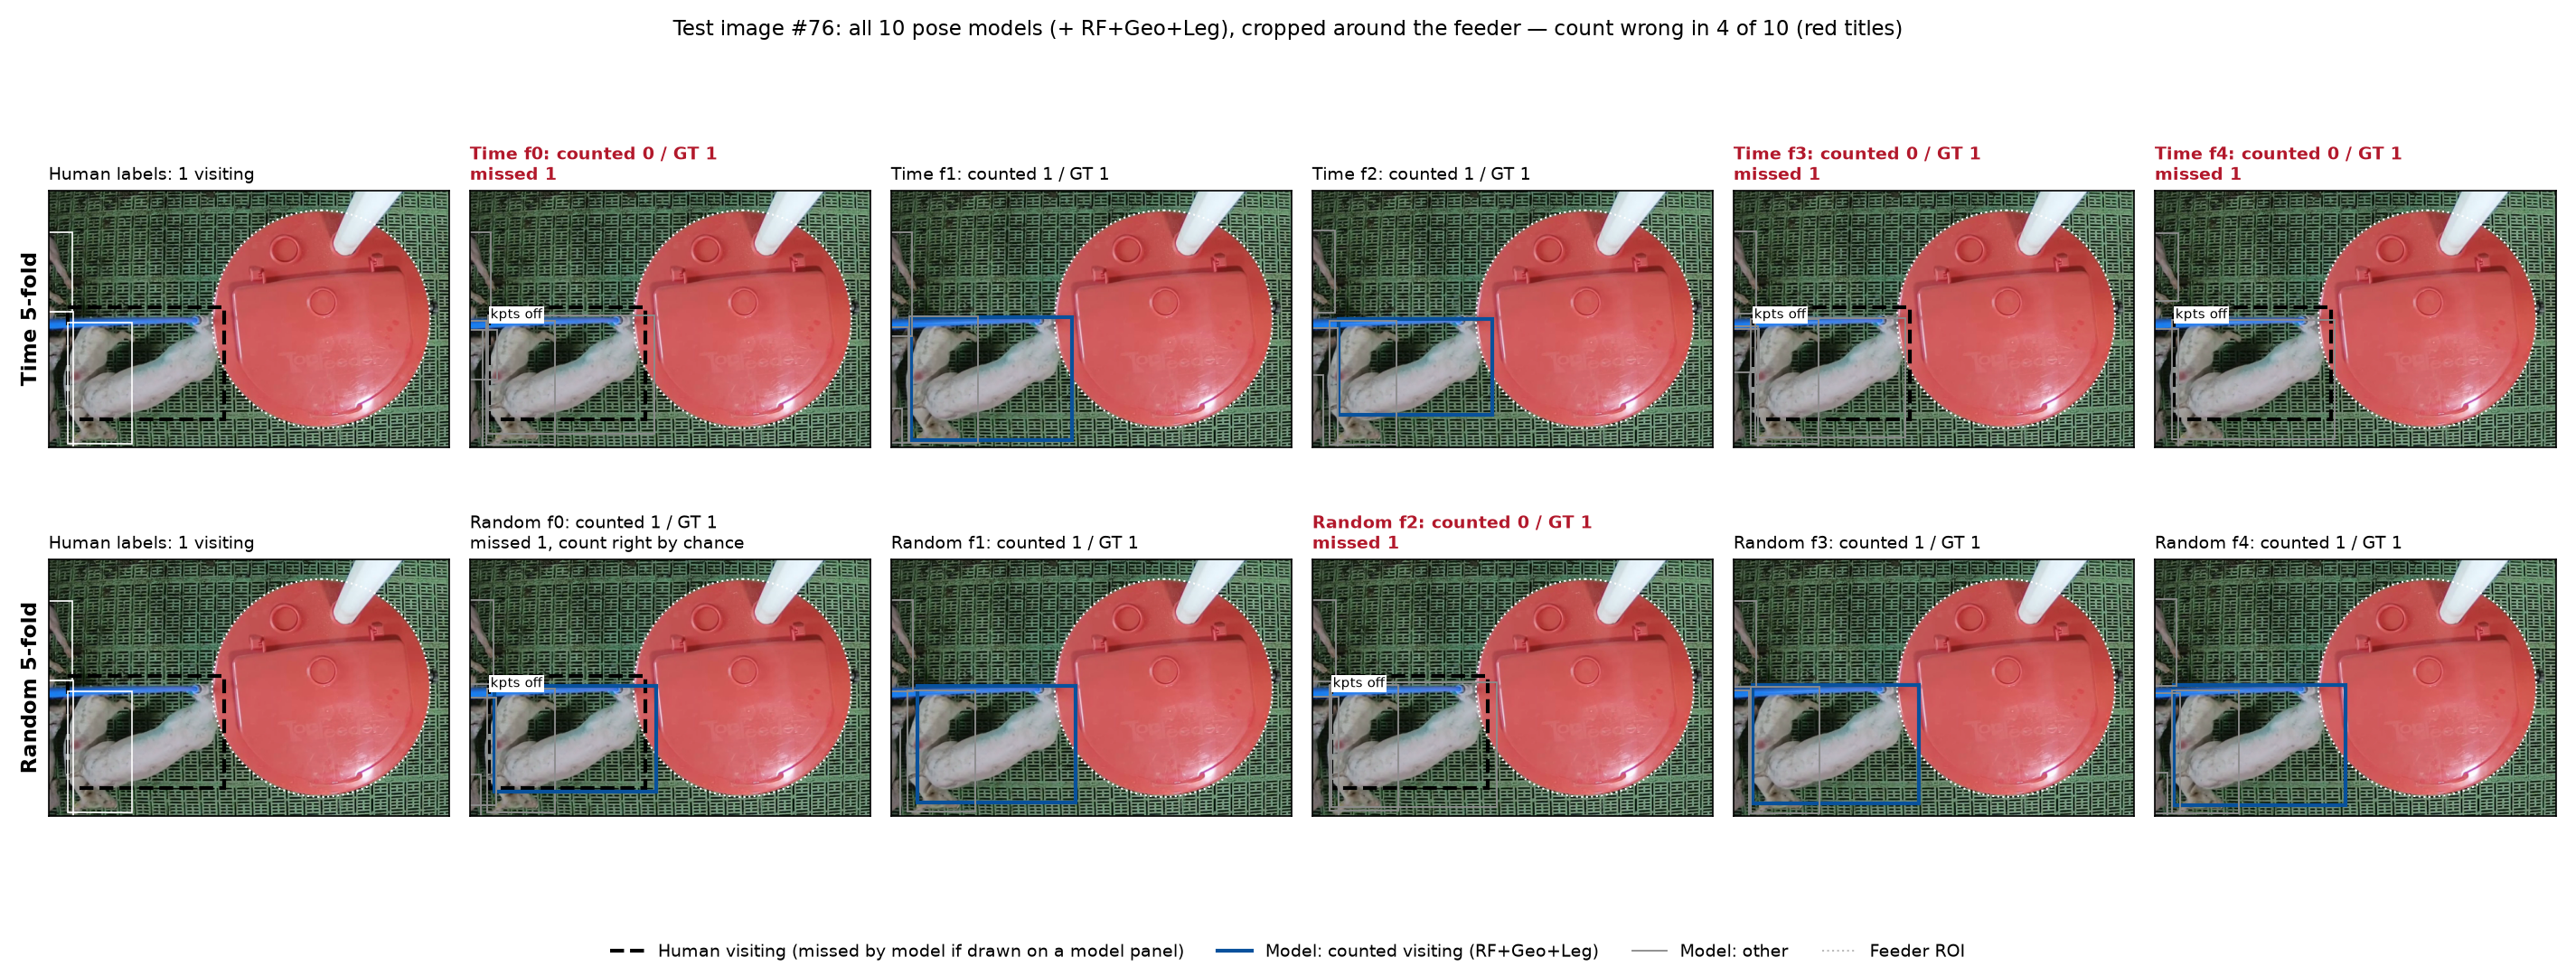 Test image #76: all 10 pose models (+ RF+Geo+Leg), cropped around the feeder — count wrong in 4 of 10 (red titles)
Time 5-fold
Human labels: 1 visiting
Time f0: counted 0 / GT 1
missed 1
kpts off
Time f1: counted 1 / GT 1
Time f2: counted 1 / GT 1
Time f3: counted 0 / GT 1
missed 1
kpts off
Time f4: counted 0 / GT 1
missed 1
kpts off
Random 5-fold
Human labels: 1 visiting
Random f0: counted 1 / GT 1
missed 1, count right by chance
kpts off
Random f1: counted 1 / GT 1
Random f2: counted 0 / GT 1
missed 1
kpts off
Random f3: counted 1 / GT 1
Random f4: counted 1 / GT 1
Human visiting (missed by model if drawn on a model panel)
Model: counted visiting (RF+Geo+Leg)
Model: other
Feeder ROI